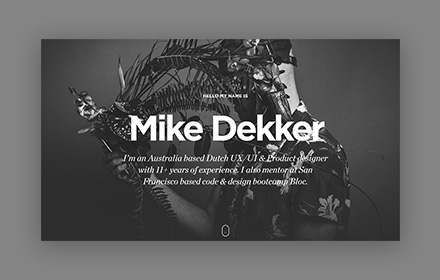 HELLO MY NAME IS
Mike Dekker
I'm an Australia based Dutch UX/UI & Product designer
with 11+ years of experience. I also mentor at San
Francisco based code & design bootcamp Bloc.